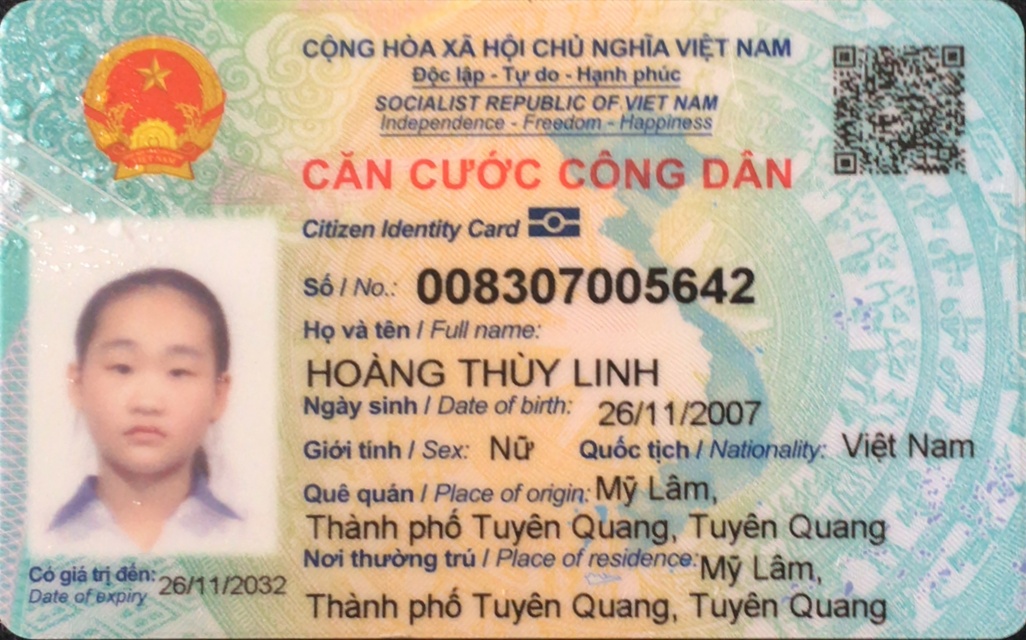 CỘNG HÒA XÃ HỘI CHỦ NGHĨA VIỆT NAM
Độc lập - Tự do - Hạnh phúc
SOCIALIST REPUBLIC OF VIET NAM
Independence - Freedom - Happiness
CĂN CƯỚC CÔNG DÂN
Citizen Identity Card
Số / No.: 008307005642
Họ và tên / Full name:
HOÀNG THÙY LINH
Ngày sinh / Date of birth: 26/11/2007
Giới tính / Sex: Nữ Quốc tịch / Nationality: Việt Nam
Quê quán / Place of origin: Mỹ Lâm,
Thành phố Tuyên Quang, Tuyên Quang
Nơi thường trú / Place of residence: Mỹ Lâm,
Thành phố Tuyên Quang, Tuyên Quang
Có giá trị đến: 26/11/2032
Date of expiry
VIỆT NAM